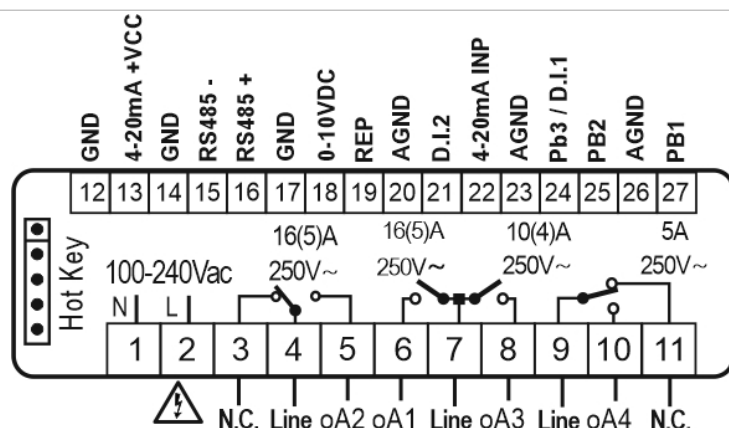 GND
4-20mA +VCC
GND
RS485 -
RS485 +
GND
0-10VDC
REP
AGND
D.I.2
4-20mA INP
AGND
Pb3 / D.I.1
PB2
AGND
PB1
12 13 14 15 16 17 18 19 20 21 22 23 24 25 26 27
Hot Key
16(5)A 16(5)A 10(4)A 5A
100-240Vac 250V~ 250V~ 250V~ 250V~
N L
1 2 3 4 5 6 7 8 9 10 11
N.C. Line oA2 oA1 Line oA3 Line oA4 N.C.